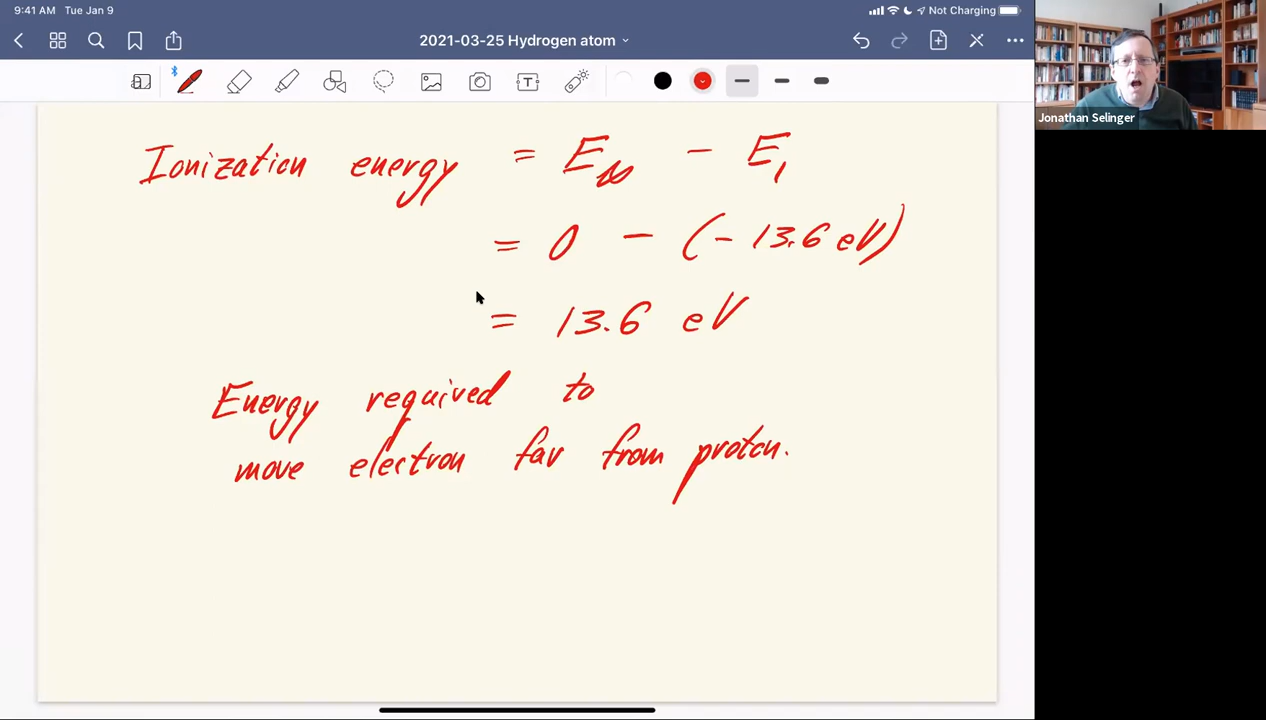 9:41 AM Tue Jan 9
Not Charging
2021-03-25 Hydrogen atom
T
Jonathan Selinger
Ionization energy = E∞ - E1
= 0 - (-13.6 eV)
= 13.6 eV
Energy required to
move electron far from proton.